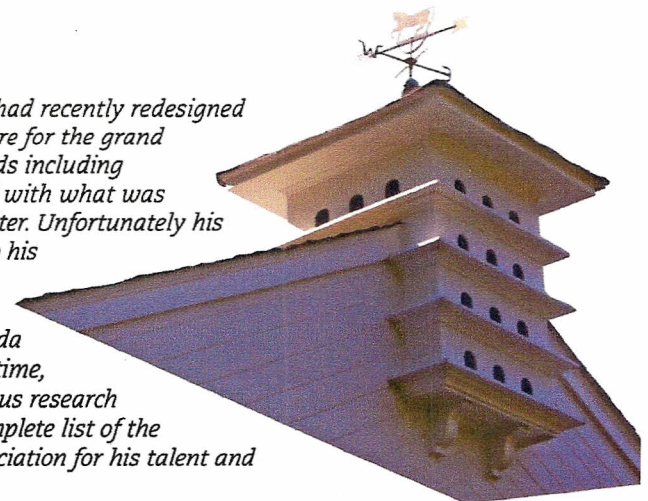 had recently redesigned
re for the grand
ds including
with what was
ter. Unfortunately his
his
da
time,
us research
nplete list of the
ciation for his talent and
W